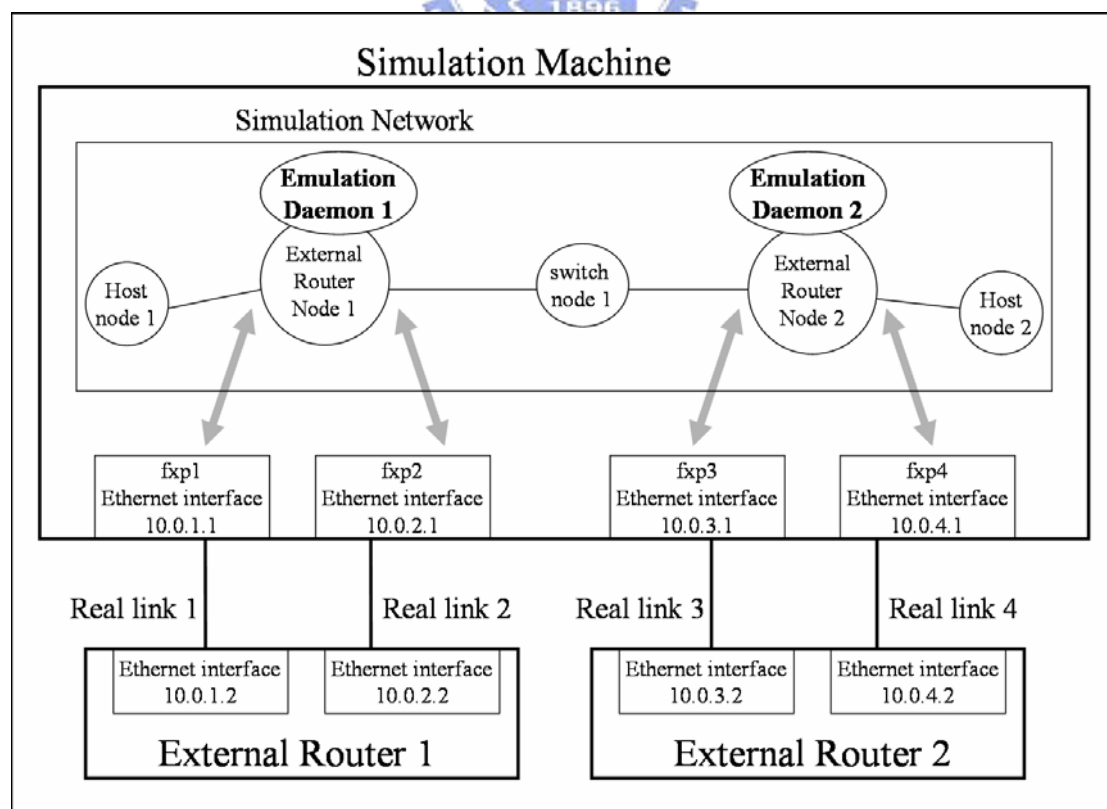 1896
Simulation Machine
Simulation Network
Emulation
Daemon 1
Emulation
Daemon 2
External
Router
Node 1
External
Router
Node 2
switch
node 1
Host
node 1
Host
node 2
fxp1
Ethernet interface
10.0.1.1
fxp2
Ethernet interface
10.0.2.1
fxp3
Ethernet interface
10.0.3.1
fxp4
Ethernet interface
10.0.4.1
Real link 1
Real link 2
Real link 3
Real link 4
Ethernet interface
10.0.1.2
Ethernet interface
10.0.2.2
Ethernet interface
10.0.3.2
Ethernet interface
10.0.4.2
External Router 1
External Router 2